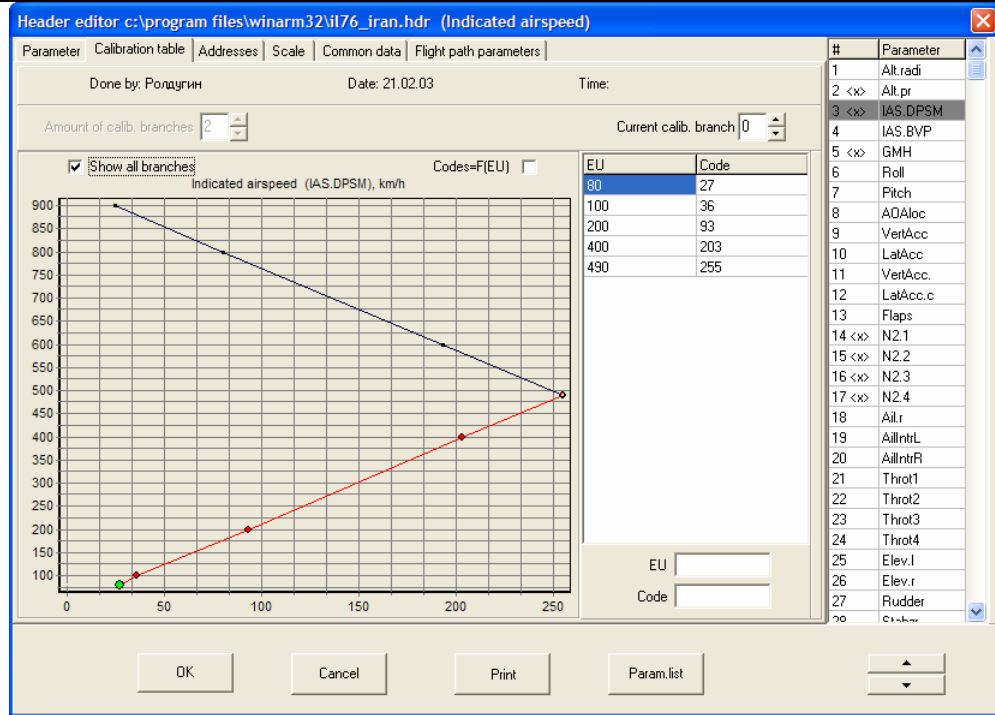 Header editor c:\program files\winarm32\il76_iran.hdr (Indicated airspeed)
Parameter Calibration table Addresses Scale Common data Flight path parameters
Done by: Ролдугин Date: 21.02.03 Time:
Amount of calib. branches 2 Current calib. branch 0
Show all branches Codes=F(EU)
Indicated airspeed (IAS.DPSM), km/h
900
850
800
750
700
650
600
550
500
450
400
350
300
250
200
150
100
0 50 100 150 200 250
EU Code
80 27
100 36
200 93
400 203
490 255
EU
Code
# Parameter
1 Alt.radi
2 <x> Alt.pr
3 <x> IAS.DPSM
4 IAS.BVP
5 <x> GMH
6 Roll
7 Pitch
8 AOAloc
9 VertAcc
10 LatAcc
11 VertAcc.
12 LatAcc.c
13 Flaps
14 <x> N2.1
15 <x> N2.2
16 <x> N2.3
17 <x> N2.4
18 Ail.r
19 AilIntrL
20 AilIntrR
21 Throt1
22 Throt2
23 Throt3
24 Throt4
25 Elev.l
26 Elev.r
27 Rudder
OK Cancel Print Param.list